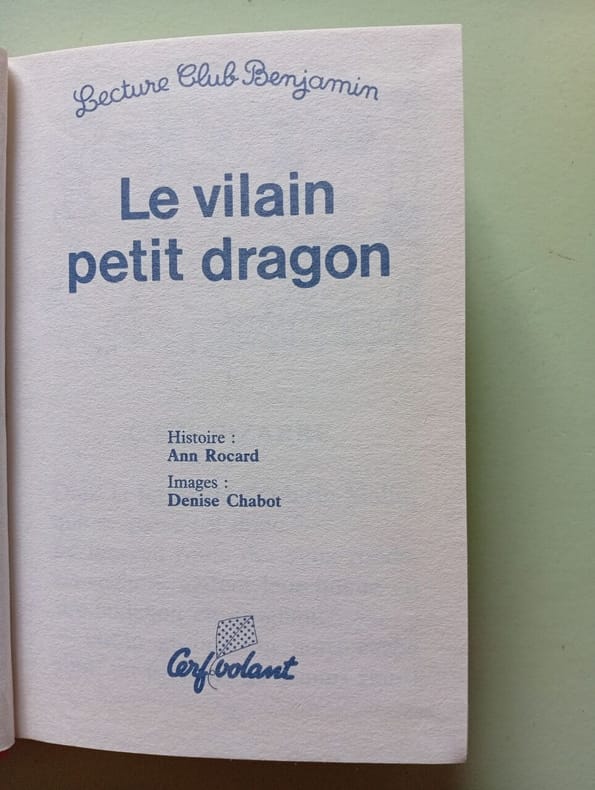 Lecture Club Benjamin
Le vilain
petit dragon
Histoire :
Ann Rocard
Images :
Denise Chabot
Cerf volant